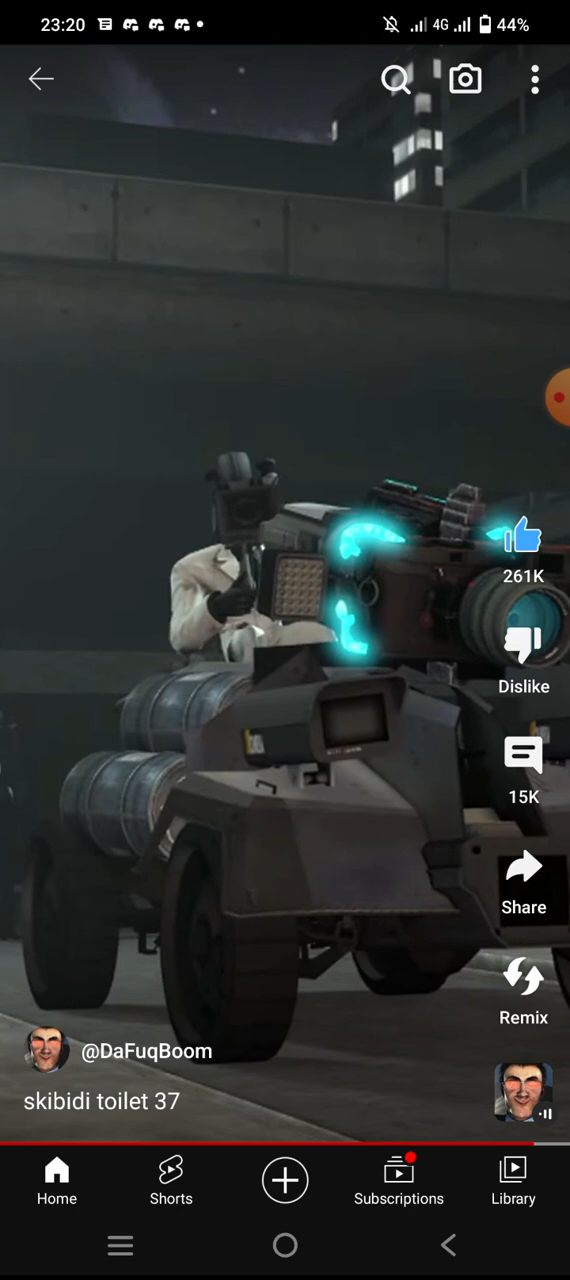 23:20
4G
44%
261K
Dislike
15K
Share
Remix
@DaFuqBoom
skibidi toilet 37
Home
Shorts
Subscriptions
Library